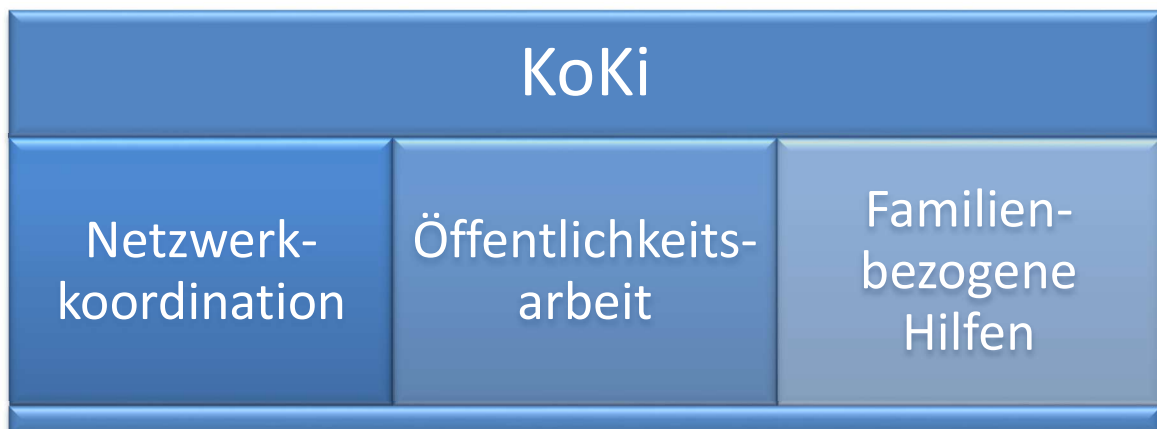 KoKi
Netzwerk-
koordination
Öffentlichkeits-
arbeit
Familien-
bezogene
Hilfen